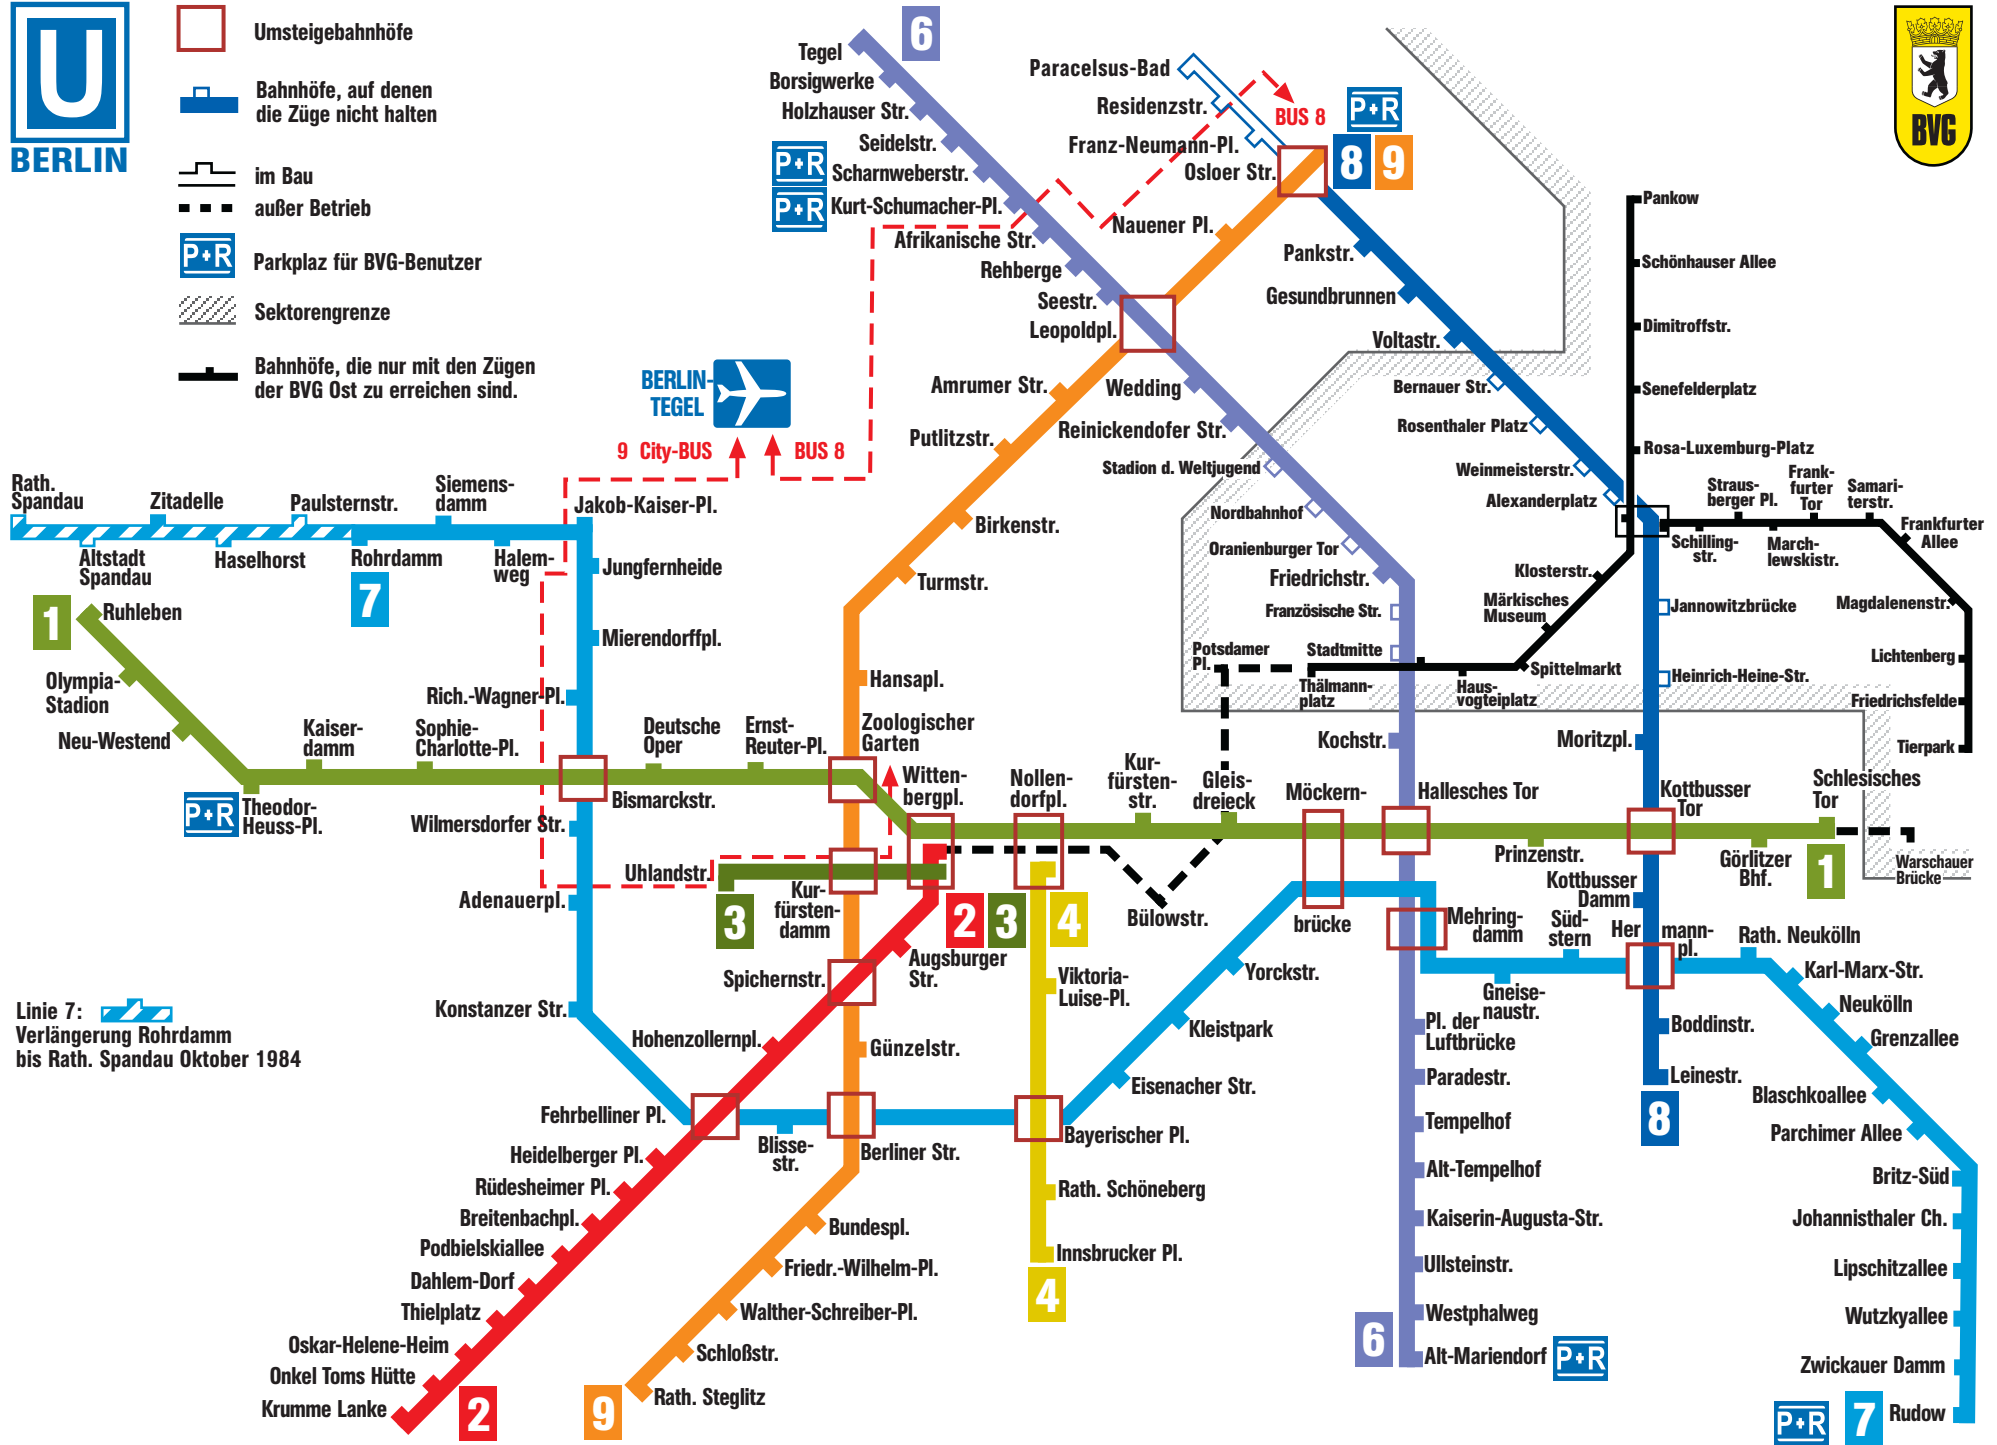 U
BERLIN
Umsteigebahnhöfe
Bahnhöfe, auf denen
die Züge nicht halten
im Bau
außer Betrieb
P+R
Parkplaz für BVG-Benutzer
Sektorengrenze
Bahnhöfe, die nur mit den Zügen
der BVG Ost zu erreichen sind.
BVG
6
Tegel
Borsigwerke
Holzhauser Str.
Seidelstr.
P+R
Scharnweberstr.
P+R
Kurt-Schumacher-Pl.
Afrikanische Str.
Rehberge
Seestr.
Leopoldpl.
Wedding
Reinickendofer Str.
Stadion d. Weltjugend
Nordbahnhof
Oranienburger Tor
Friedrichstr.
Französische Str.
Stadtmitte
Kochstr.
Hallesches Tor
Mehring-
damm
Pl. der
Luftbrücke
Paradestr.
Tempelhof
Alt-Tempelhof
Kaiserin-Augusta-Str.
Ullsteinstr.
Westphalweg
6
Alt-Mariendorf
P+R
Paracelsus-Bad
Residenzstr.
Franz-Neumann-Pl.
Osloer Str.
BUS 8
P+R
8
9
Pankstr.
Gesundbrunnen
Voltastr.
Bernauer Str.
Rosenthaler Platz
Weinmeisterstr.
Alexanderplatz
Jannowitzbrücke
Heinrich-Heine-Str.
Moritzpl.
Kottbusser
Tor
Kottbusser
Damm
Her
mann-
pl.
Boddinstr.
Leinestr.
8
Nauener Pl.
Amrumer Str.
Putlitzstr.
Birkenstr.
Turmstr.
Hansapl.
Zoologischer
Garten
Kur-
fürsten-
damm
Spichernstr.
Günzelstr.
Berliner Str.
Bundespl.
Friedr.-Wilhelm-Pl.
Walther-Schreiber-Pl.
Schloßstr.
Rath. Steglitz
9
Pankow
Schönhauser Allee
Dimitroffstr.
Senefelderplatz
Rosa-Luxemburg-Platz
Klosterstr.
Märkisches
Museum
Spittelmarkt
Haus-
vogteiplatz
Thälmann-
platz
Potsdamer
Pl.
Schilling-
str.
Straus-
berger Pl.
March-
lewskistr.
Frank-
furter
Tor
Samari-
terstr.
Frankfurter
Allee
Magdalenenstr.
Lichtenberg
Friedrichsfelde
Tierpark
BERLIN-
TEGEL
9 City-BUS
BUS 8
Rath.
Spandau
Altstadt
Spandau
Zitadelle
Haselhorst
Paulsternstr.
Rohrdamm
7
Siemens-
damm
Halem-
weg
Jakob-Kaiser-Pl.
Jungfernheide
Mierendorffpl.
Rich.-Wagner-Pl.
Bismarckstr.
Wilmersdorfer Str.
Adenauerpl.
Konstanzer Str.
Fehrbelliner Pl.
Blisse-
str.
Bayerischer Pl.
Eisenacher Str.
Kleistpark
Yorckstr.
Möckern-
brücke
Gneise-
naustr.
Süd-
stern
Rath. Neukölln
Karl-Marx-Str.
Neukölln
Grenzallee
Blaschkoallee
Parchimer Allee
Britz-Süd
Johannisthaler Ch.
Lipschitzallee
Wutzkyallee
Zwickauer Damm
P+R
7
Rudow
1
Ruhleben
Olympia-
Stadion
Neu-Westend
P+R
Theodor-
Heuss-Pl.
Kaiser-
damm
Sophie-
Charlotte-Pl.
Deutsche
Oper
Ernst-
Reuter-Pl.
Witten-
bergpl.
Nollen-
dorfpl.
Kur-
fürsten-
str.
Gleis-
dreieck
Bülowstr.
Prinzenstr.
Görlitzer
Bhf.
Schlesisches
Tor
1
Warschauer
Brücke
Uhlandstr.
3
2
3
4
Augsburger
Str.
Hohenzollernpl.
Heidelberger Pl.
Rüdesheimer Pl.
Breitenbachpl.
Podbielskiallee
Dahlem-Dorf
Thielplatz
Oskar-Helene-Heim
Onkel Toms Hütte
Krumme Lanke
2
Viktoria-
Luise-Pl.
Rath. Schöneberg
Innsbrucker Pl.
4
Linie 7:
Verlängerung Rohrdamm
bis Rath. Spandau Oktober 1984